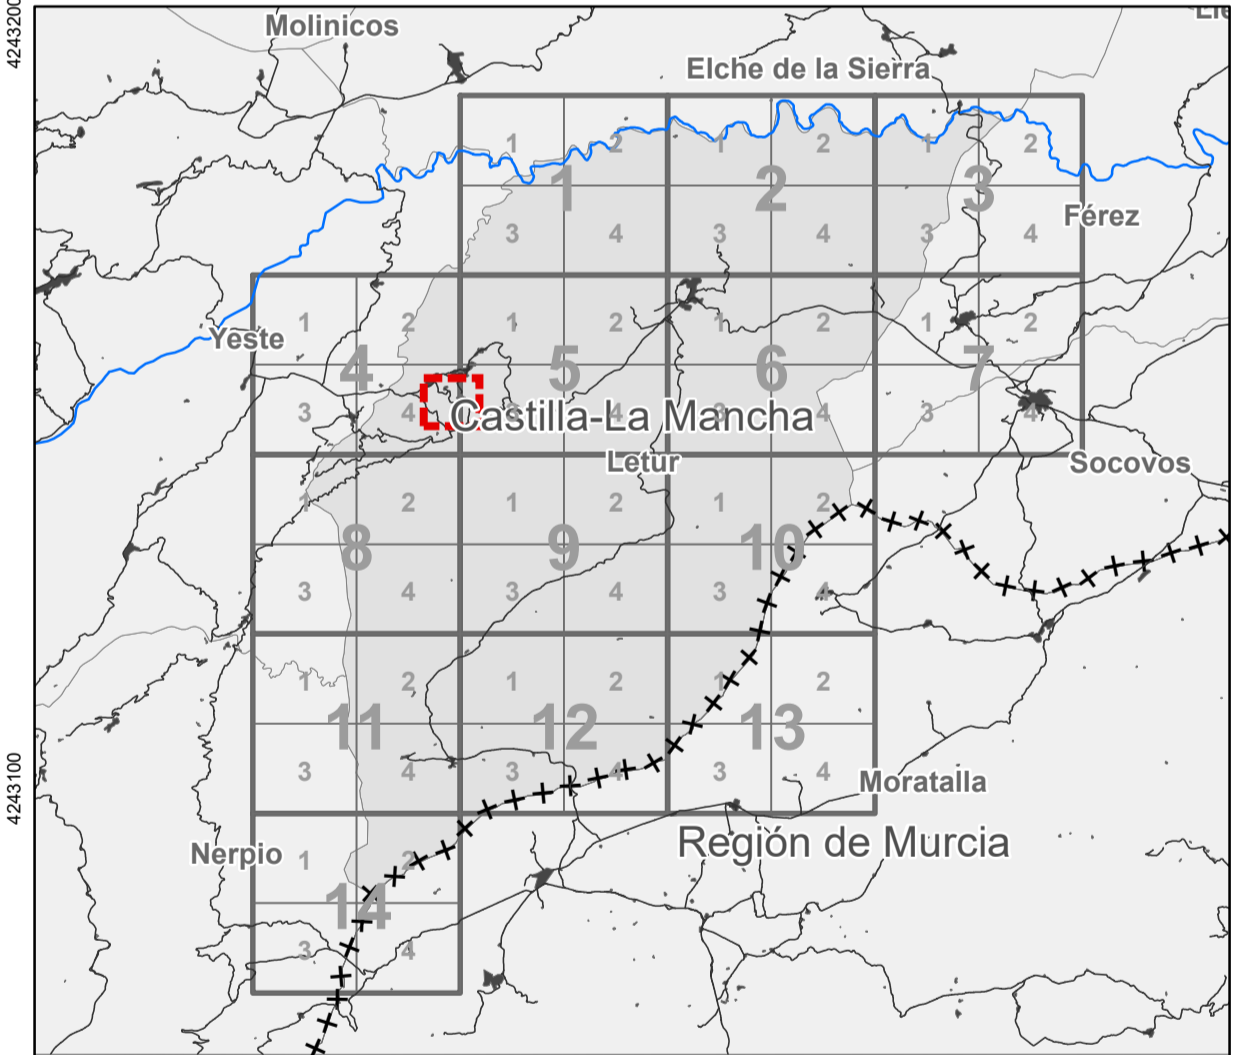 4243200
Molinicos
Elche de la Sierra
1 2 1 2 1 2
1 2 3
Férez
3 4 3 4 3 4
1 2 1 2 1 2 1 2
Yeste
4 5 6 7
3 4 3 4 3 4 3 4
Castilla-La Mancha
Letur
Socovos
1 2 1 2 1 2
8 9 10
3 4 3 4 3 4
1 2 1 2 1 2
11 12 13
3 4 3 4 3 4
4243100
Moratalla
Región de Murcia
Nerpio
1 2
14
3 4